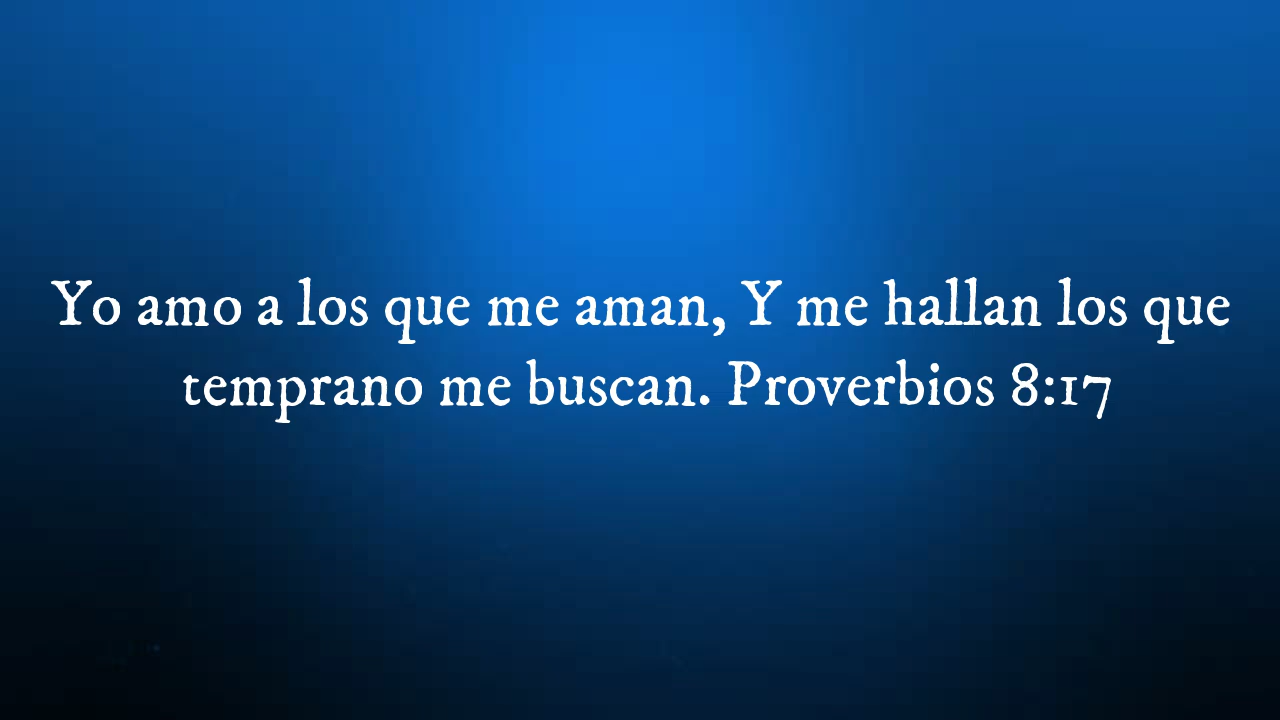 Yo amo a los que me aman, Y me hallan los que
temprano me buscan. Proverbios 8:17